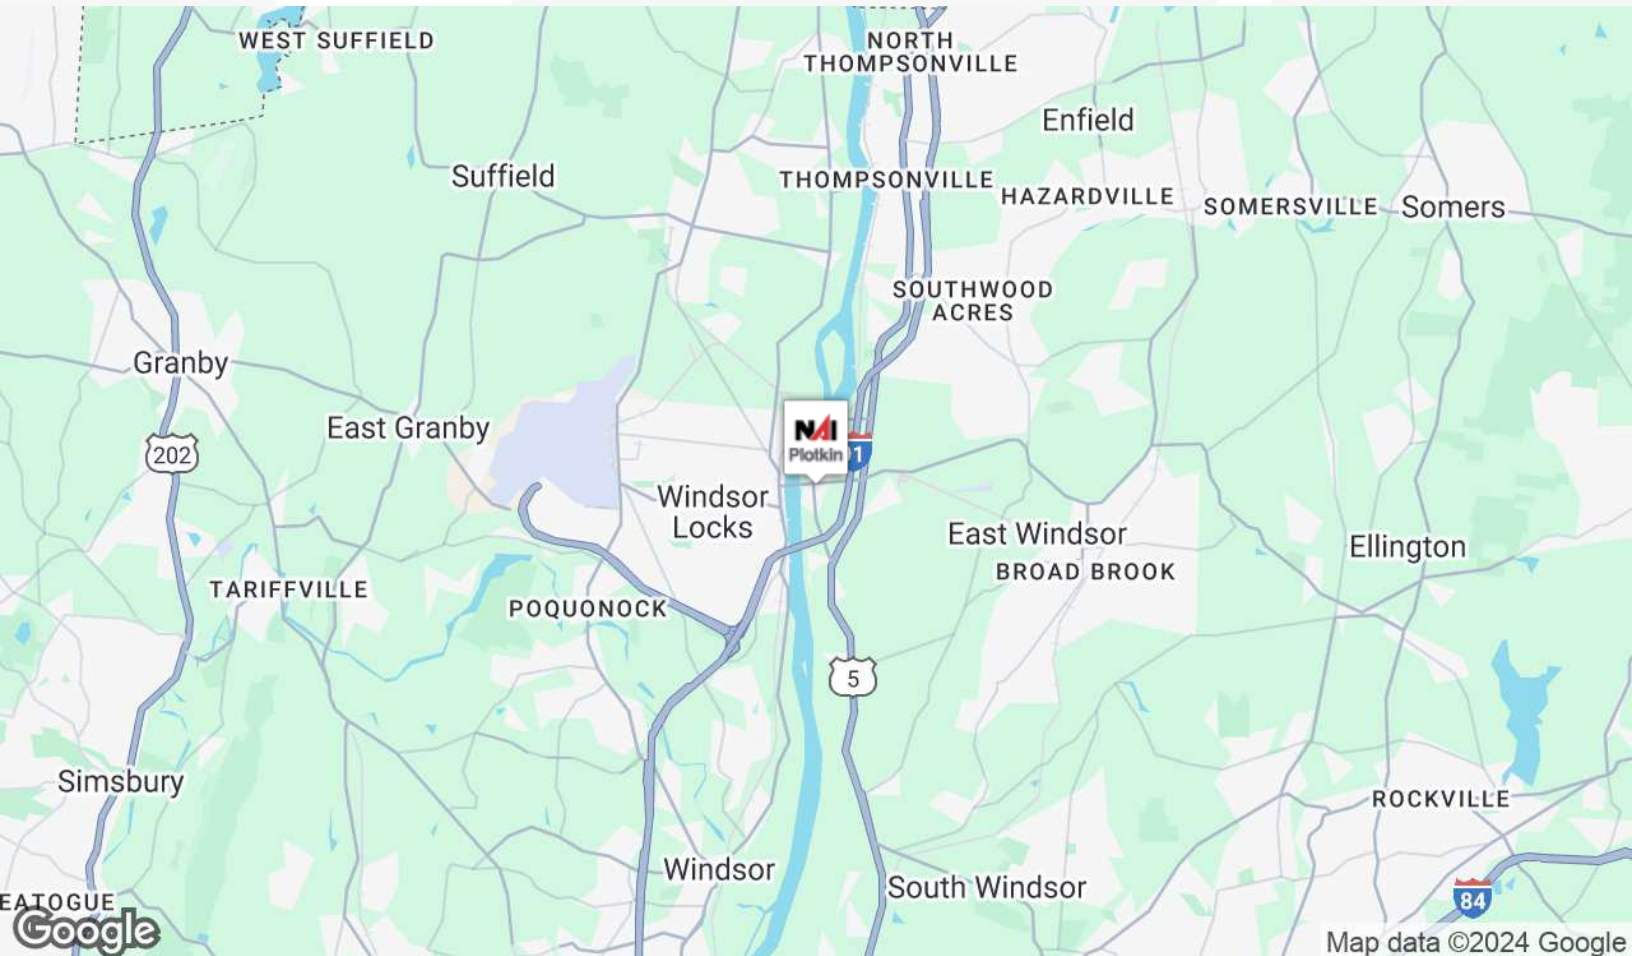 WEST SUFFIELD
NORTH
THOMPSONVILLE
Enfield
Suffield
THOMPSONVILLE
HAZARDVILLE
SOMERSVILLE
Somers
SOUTHWOOD
ACRES
Granby
East Granby
NAI
Plotkin
202
Windsor
Locks
East Windsor
Ellington
BROAD BROOK
TARIFFVILLE
POQUONOCK
5
Simsbury
ROCKVILLE
Windsor
South Windsor
84
EATOGUE
Google
Map data ©2024 Google